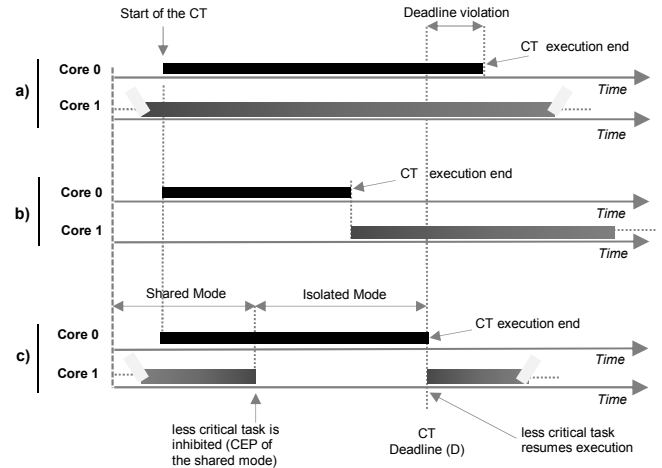 Start of the CT
Deadline violation
CT execution end
Core 0
Time
a)
Core 1
Time
CT execution end
Core 0
Time
b)
Core 1
Time
Shared Mode
Isolated Mode
CT execution end
Core 0
Time
c)
Core 1
Time
less critical task is
inhibited (CEP of
the shared mode)
CT
Deadline (D)
less critical task
resumes execution